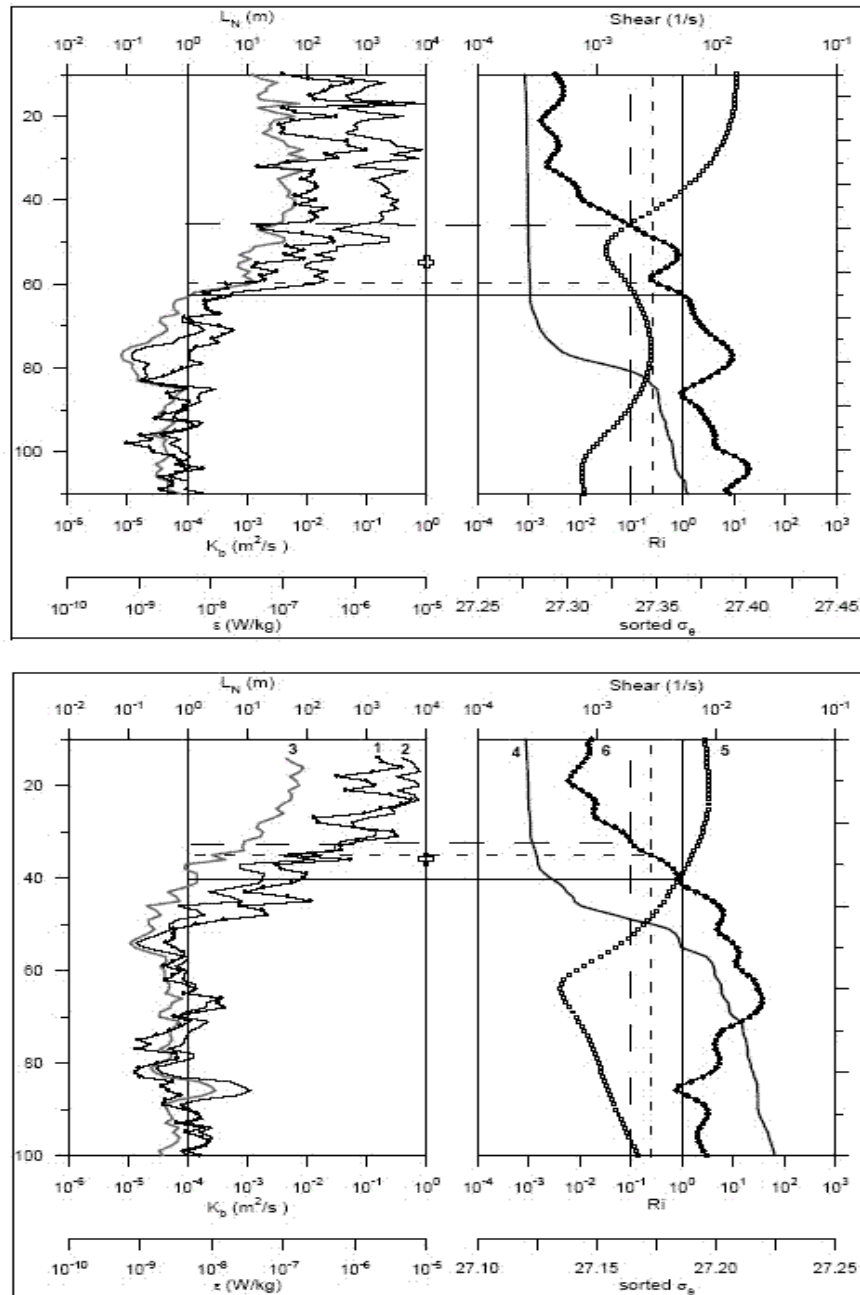 L_N (m)
Shear (1/s)
10^-2 10^-1 10^0 10^1 10^2 10^3 10^4 10^-4 10^-3 10^-2 10^-1
20
40
60
80
100
10^-6 10^-5 10^-4 10^-3 10^-2 10^-1 10^0 10^-4 10^-3 10^-2 10^-1 10^0 10^1 10^2 10^3
K_b (m^2/s)
Ri
10^-10 10^-9 10^-8 10^-7 10^-6 10^-5 27.25 27.30 27.35 27.40 27.45
ε (W/kg)
sorted σ_θ
L_N (m)
Shear (1/s)
10^-2 10^-1 10^0 10^1 10^2 10^3 10^4 10^-4 10^-3 10^-2 10^-1
3 1 2 4 6 5
20
40
60
80
100
10^-6 10^-5 10^-4 10^-3 10^-2 10^-1 10^0 10^-4 10^-3 10^-2 10^-1 10^0 10^1 10^2 10^3
K_b (m^2/s)
Ri
10^-10 10^-9 10^-8 10^-7 10^-6 10^-5 27.10 27.15 27.20 27.25
ε (W/kg)
sorted σ_θ